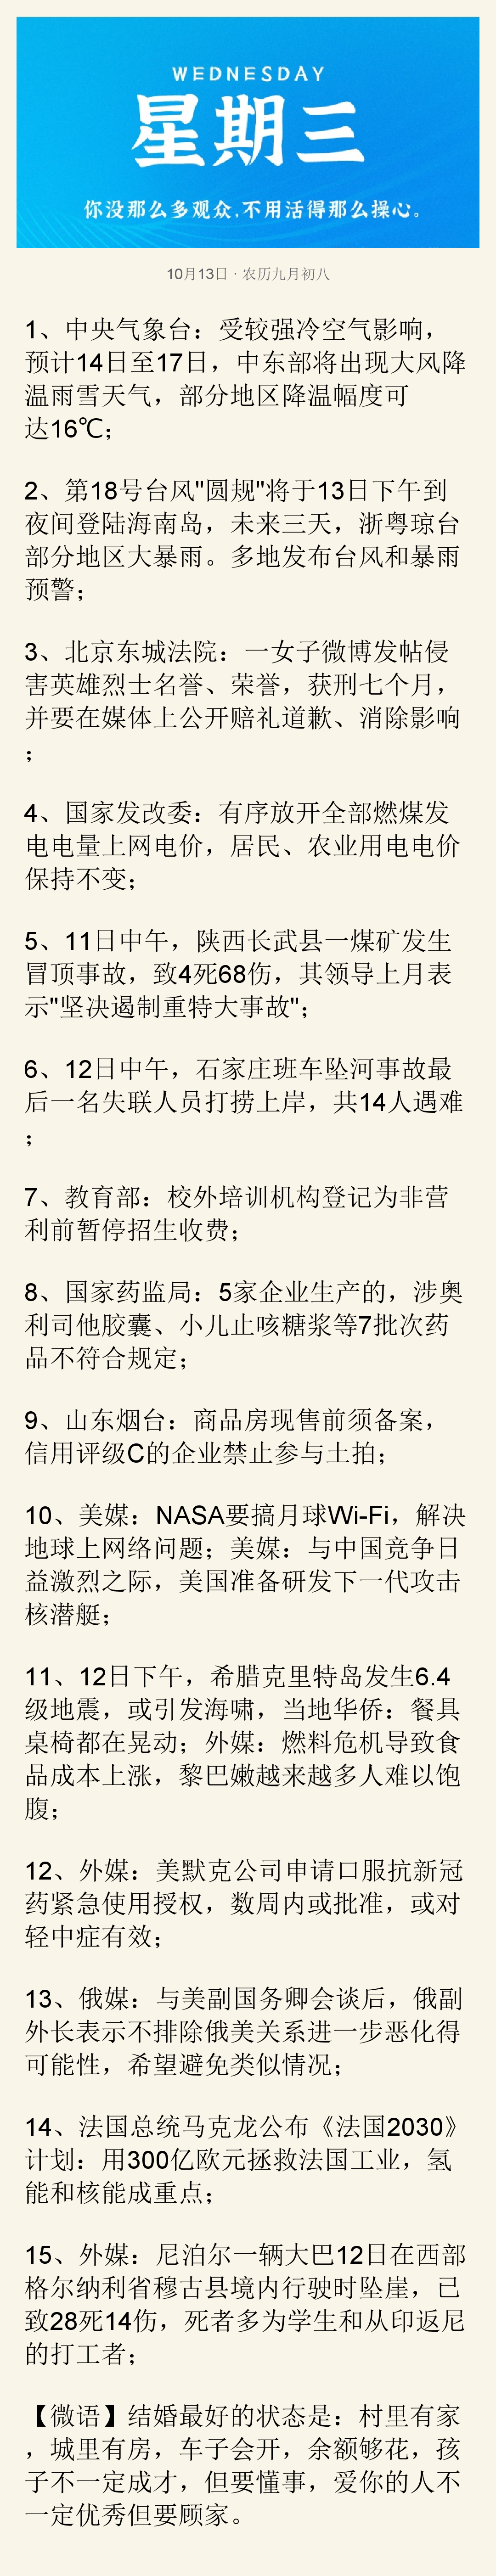 WEDNESDAY
星期三
你没那么多观众,不用活得那么操心。
10月13日 · 农历九月初八
1、中央气象台：受较强冷空气影响，
预计14日至17日，中东部将出现大风降
温雨雪天气，部分地区降温幅度可
达16℃；
2、第18号台风"圆规"将于13日下午到
夜间登陆海南岛，未来三天，浙粤琼台
部分地区大暴雨。多地发布台风和暴雨
预警；
3、北京东城法院：一女子微博发帖侵
害英雄烈士名誉、荣誉，获刑七个月，
并要在媒体上公开赔礼道歉、消除影响
；
4、国家发改委：有序放开全部燃煤发
电电量上网电价，居民、农业用电电价
保持不变；
5、11日中午，陕西长武县一煤矿发生
冒顶事故，致4死68伤，其领导上月表
示"坚决遏制重特大事故"；
6、12日中午，石家庄班车坠河事故最
后一名失联人员打捞上岸，共14人遇难
；
7、教育部：校外培训机构登记为非营
利前暂停招生收费；
8、国家药监局：5家企业生产的，涉奥
利司他胶囊、小儿止咳糖浆等7批次药
品不符合规定；
9、山东烟台：商品房现售前须备案，
信用评级C的企业禁止参与土拍；
10、美媒：NASA要搞月球Wi-Fi，解决
地球上网络问题；美媒：与中国竞争日
益激烈之际，美国准备研发下一代攻击
核潜艇；
11、12日下午，希腊克里特岛发生6.4
级地震，或引发海啸，当地华侨：餐具
桌椅都在晃动；外媒：燃料危机导致食
品成本上涨，黎巴嫩越来越多人难以饱
腹；
12、外媒：美默克公司申请口服抗新冠
药紧急使用授权，数周内或批准，或对
轻中症有效；
13、俄媒：与美副国务卿会谈后，俄副
外长表示不排除俄美关系进一步恶化得
可能性，希望避免类似情况；
14、法国总统马克龙公布《法国2030》
计划：用300亿欧元拯救法国工业，氢
能和核能成重点；
15、外媒：尼泊尔一辆大巴12日在西部
格尔纳利省穆古县境内行驶时坠崖，已
致28死14伤，死者多为学生和从印返尼
的打工者；
【微语】结婚最好的状态是：村里有家
，城里有房，车子会开，余额够花，孩
子不一定成才，但要懂事，爱你的人不
一定优秀但要顾家。